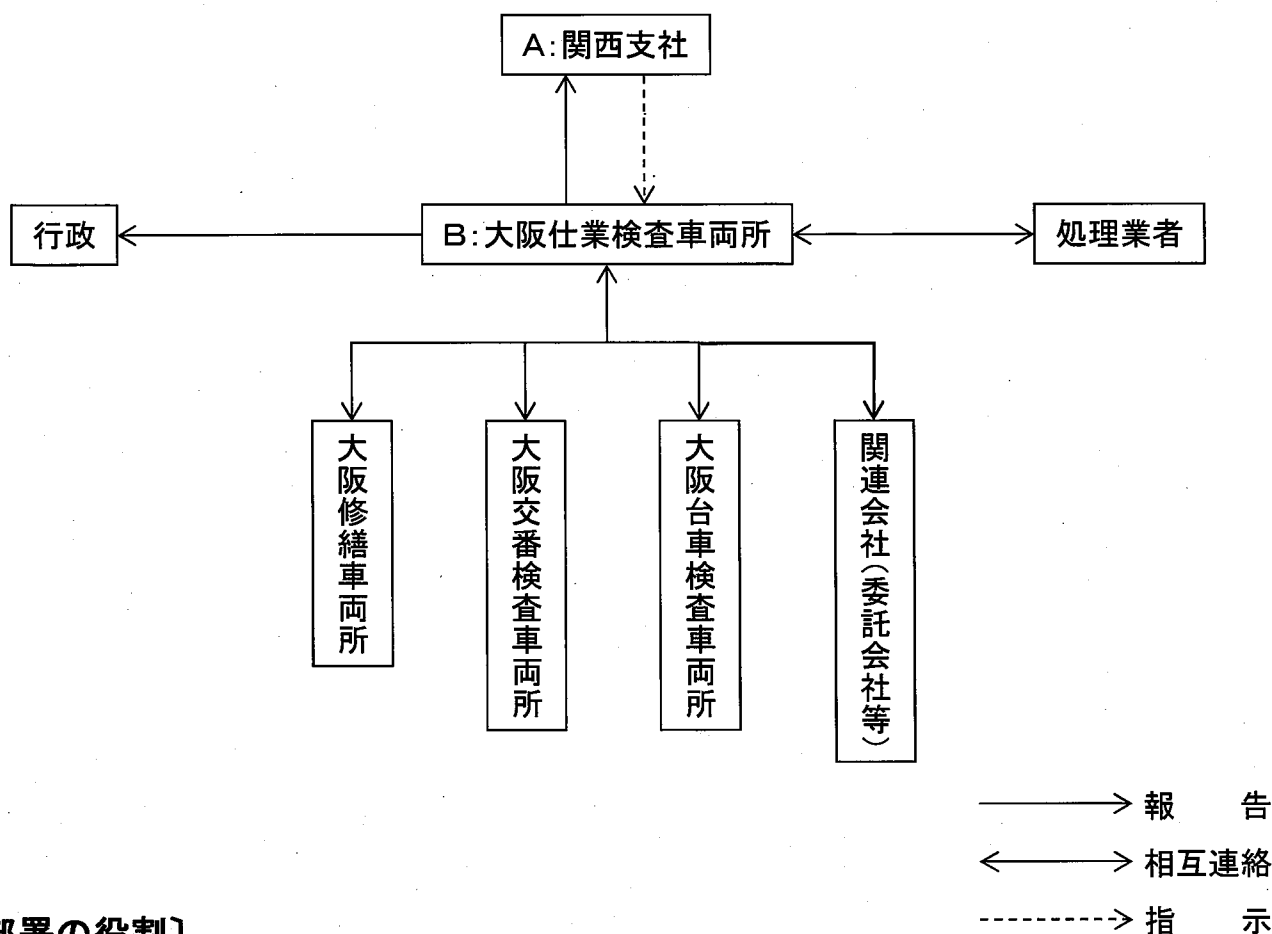 A:関西支社
行政
B:大阪仕業検査車両所
処理業者
大阪修繕車両所
大阪交番検査車両所
大阪台車検査車両所
関連会社(委託会社等)
報　告
相互連絡
指　示
部署の役割〕